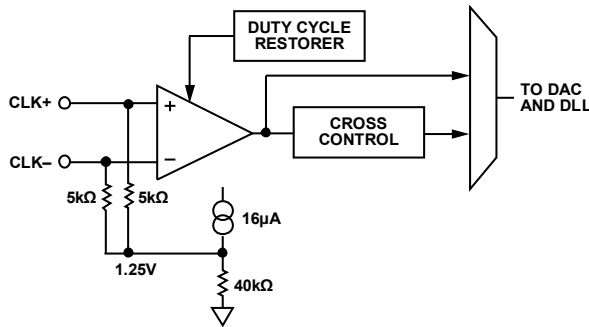 DUTY CYCLE
RESTORER
CLK+
+
TO DAC
AND DLL
CROSS
CONTROL
CLK–
–
5kΩ
5kΩ
16µA
1.25V
40kΩ